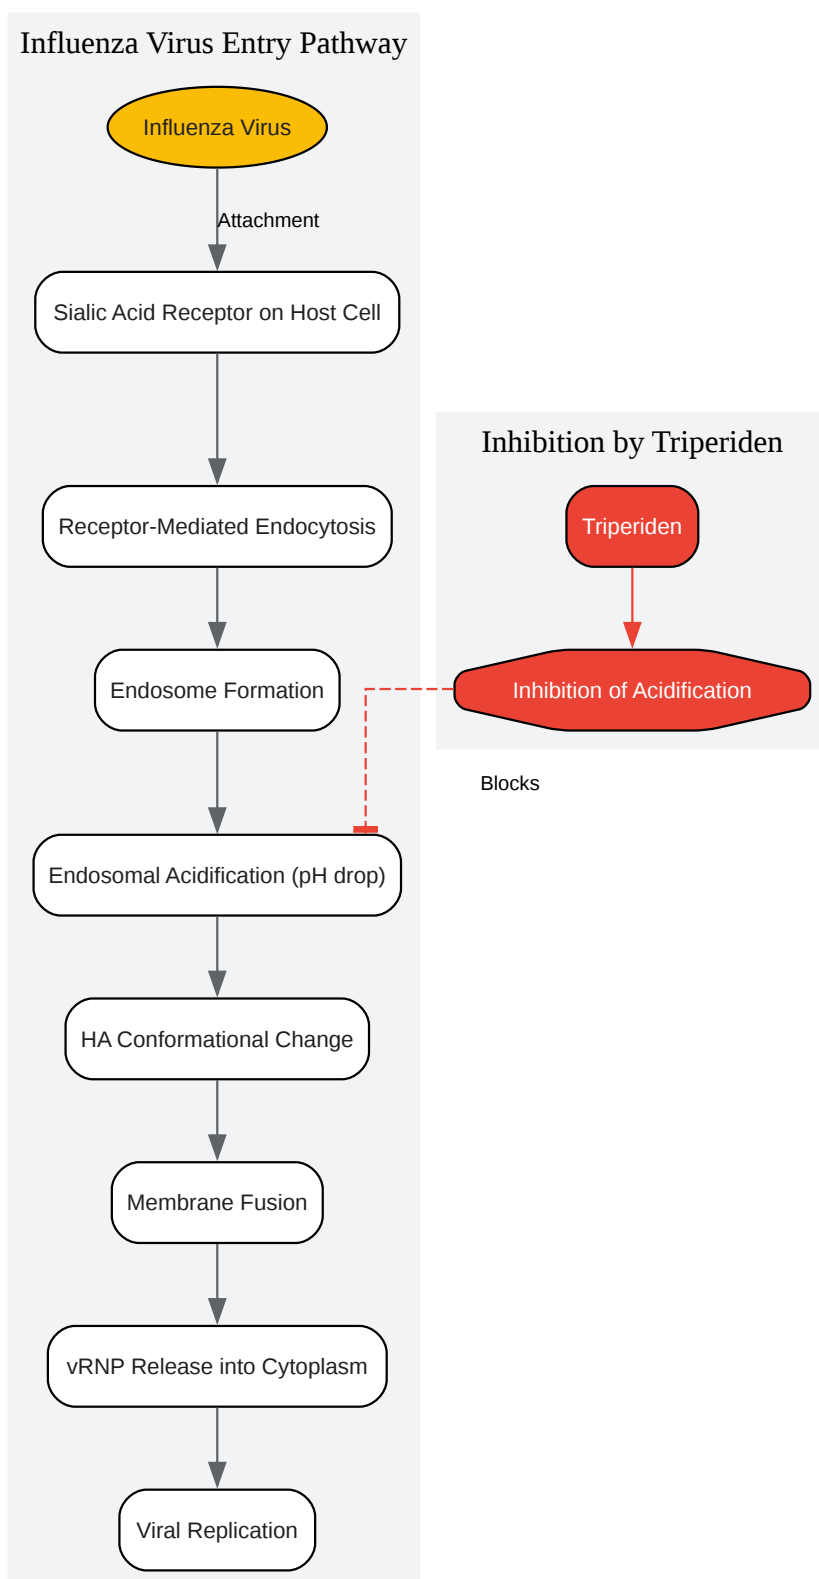 Influenza Virus Entry Pathway
Influenza Virus
Attachment
Sialic Acid Receptor on Host Cell
Receptor-Mediated Endocytosis
Endosome Formation
Endosomal Acidification (pH drop)
HA Conformational Change
Membrane Fusion
vRNP Release into Cytoplasm
Viral Replication
Inhibition by Triperiden
Triperiden
Inhibition of Acidification
Blocks